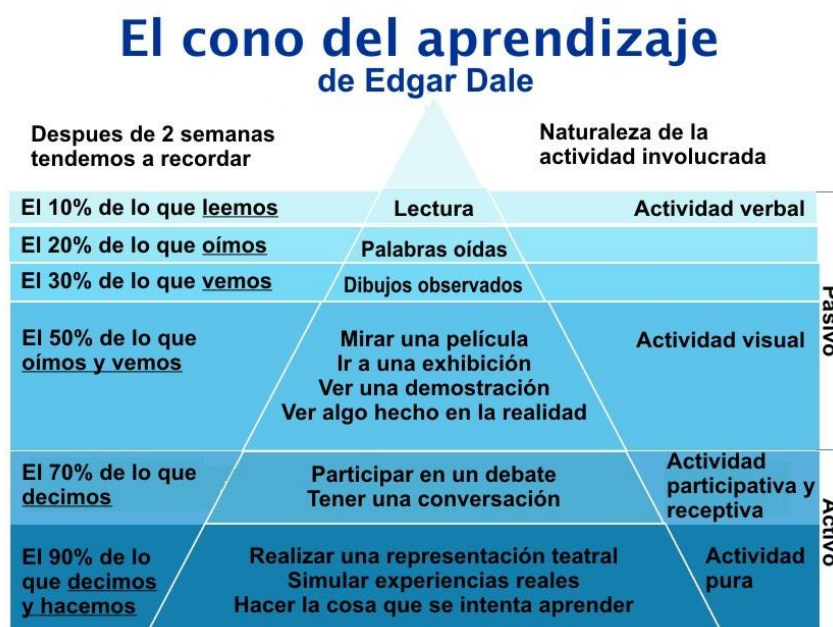 El cono del aprendizaje
de Edgar Dale
Despues de 2 semanas
tendemos a recordar
Naturaleza de la
actividad involucrada
El 10% de lo que leemos
Lectura
Actividad verbal
El 20% de lo que oímos
Palabras oídas
El 30% de lo que vemos
Dibujos observados
El 50% de lo que
oímos y vemos
Mirar una película
Ir a una exhibición
Ver una demostración
Ver algo hecho en la realidad
Actividad visual
Pasivo
El 70% de lo que
decimos
Participar en un debate
Tener una conversación
Actividad
participativa y
receptiva
El 90% de lo
que decimos
y hacemos
Realizar una representación teatral
Simular experiencias reales
Hacer la cosa que se intenta aprender
Actividad
pura
Activo